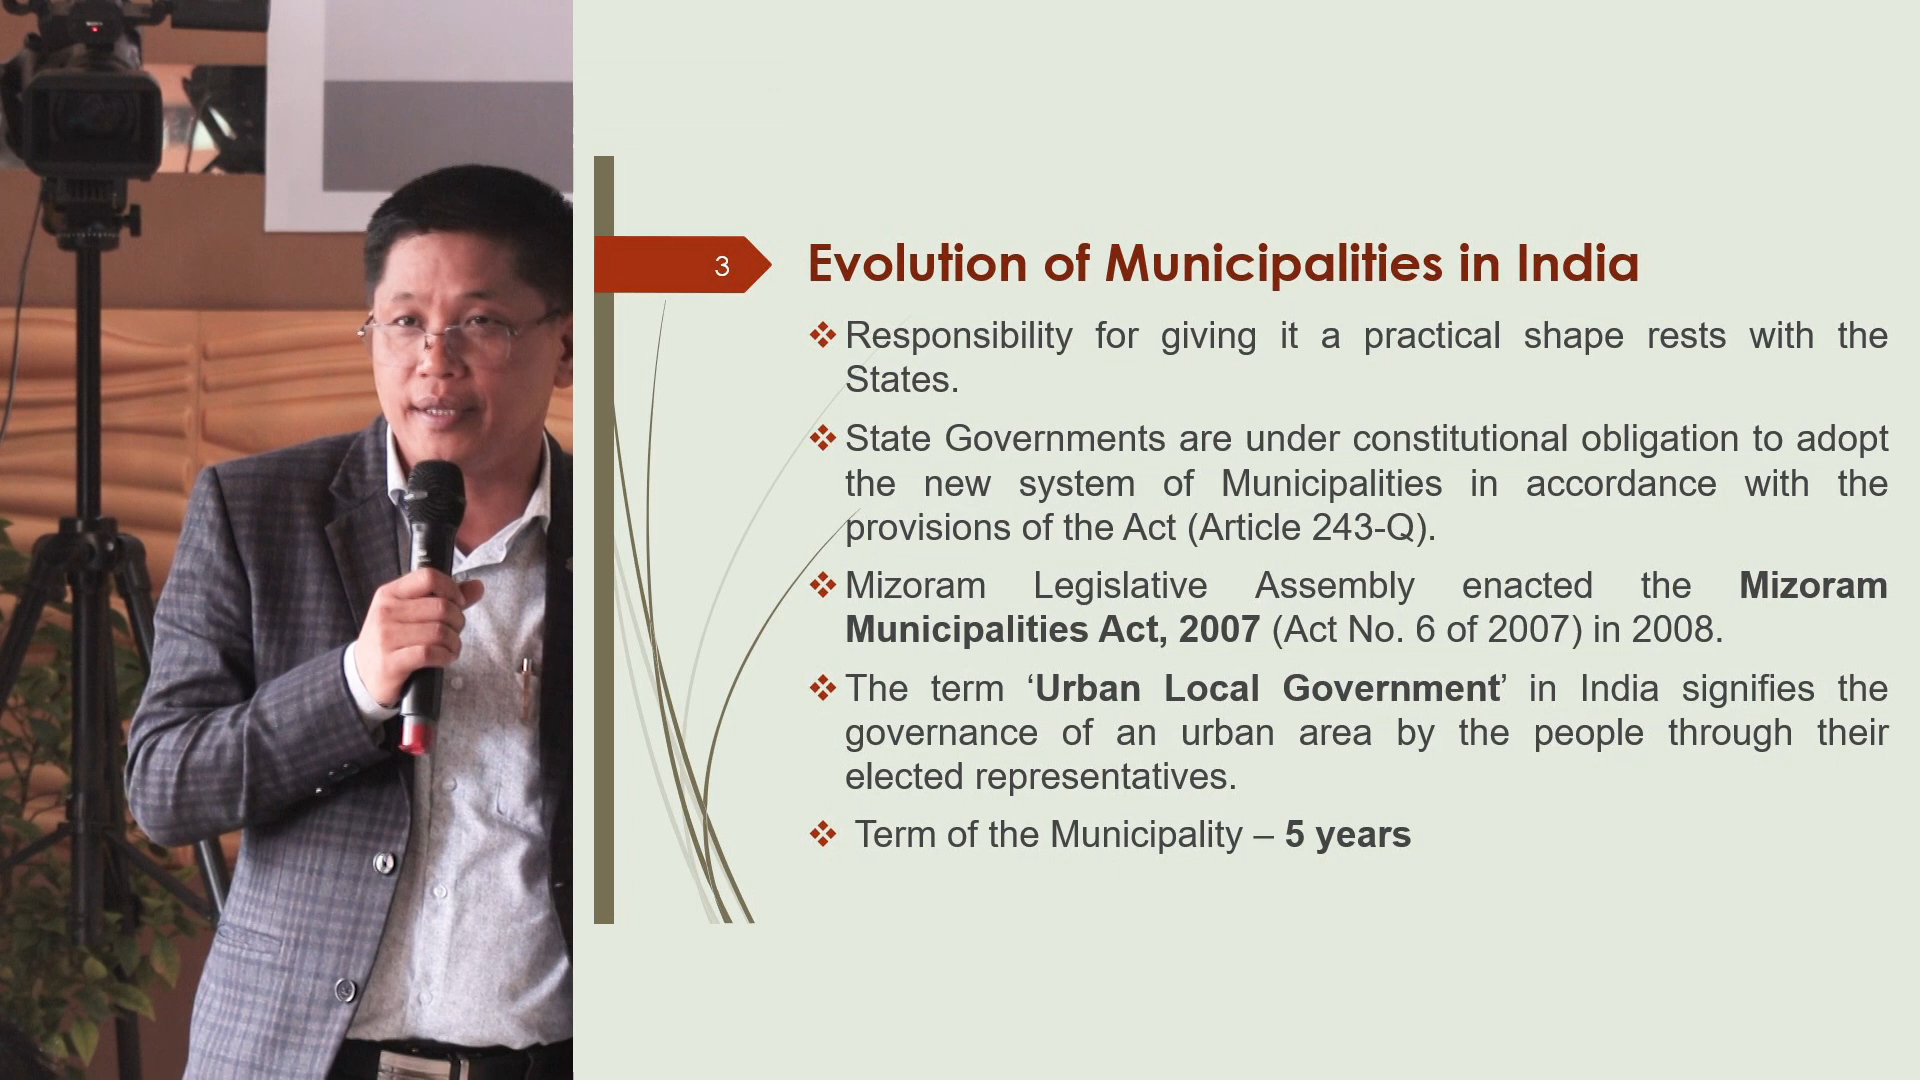 3
Evolution of Municipalities in India
❖ Responsibility for giving it a practical shape rests with the
States.
❖ State Governments are under constitutional obligation to adopt
the new system of Municipalities in accordance with the
provisions of the Act (Article 243-Q).
❖ Mizoram Legislative Assembly enacted the Mizoram
Municipalities Act, 2007 (Act No. 6 of 2007) in 2008.
❖ The term ‘Urban Local Government’ in India signifies the
governance of an urban area by the people through their
elected representatives.
❖ Term of the Municipality – 5 years